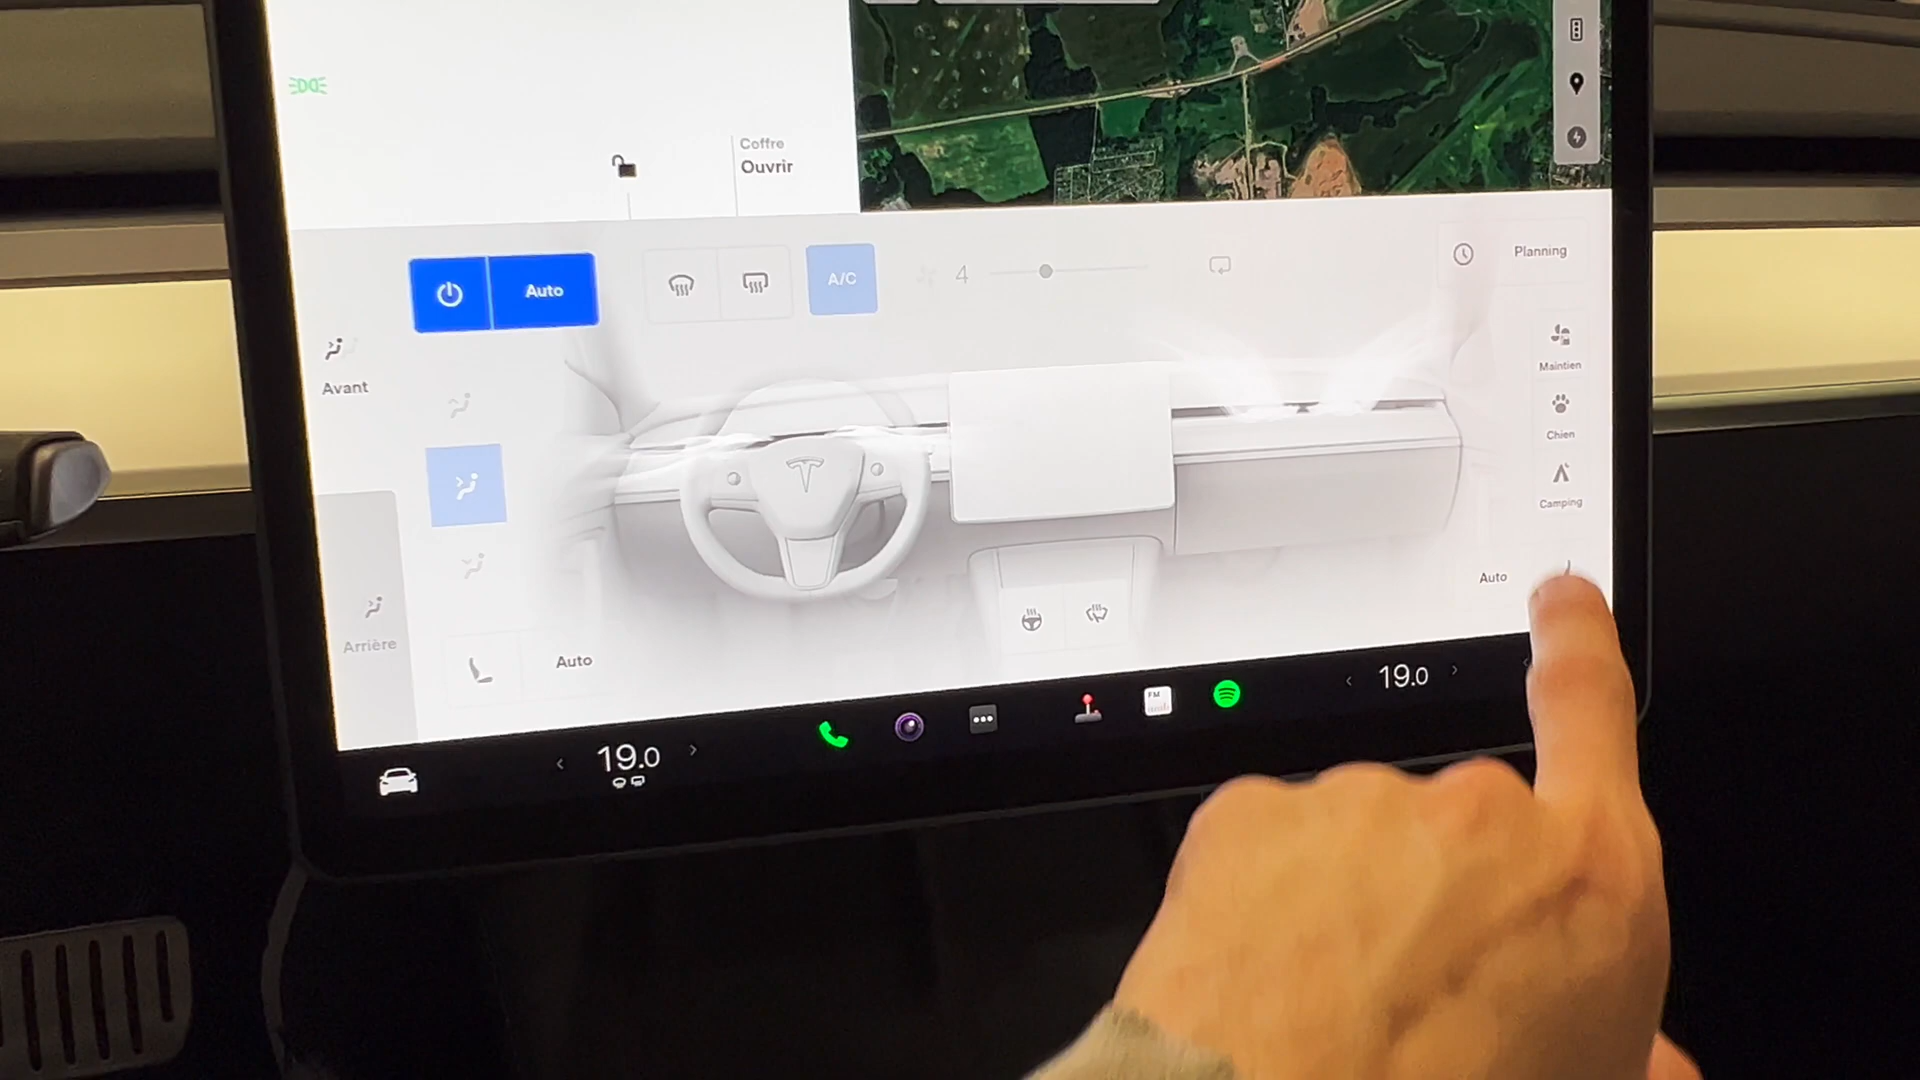 Coffre
Ouvrir
Auto
A/C
4
Planning
Avant
Maintien
Chien
Camping
Auto
Arrière
Auto
19.0
FM
19.0